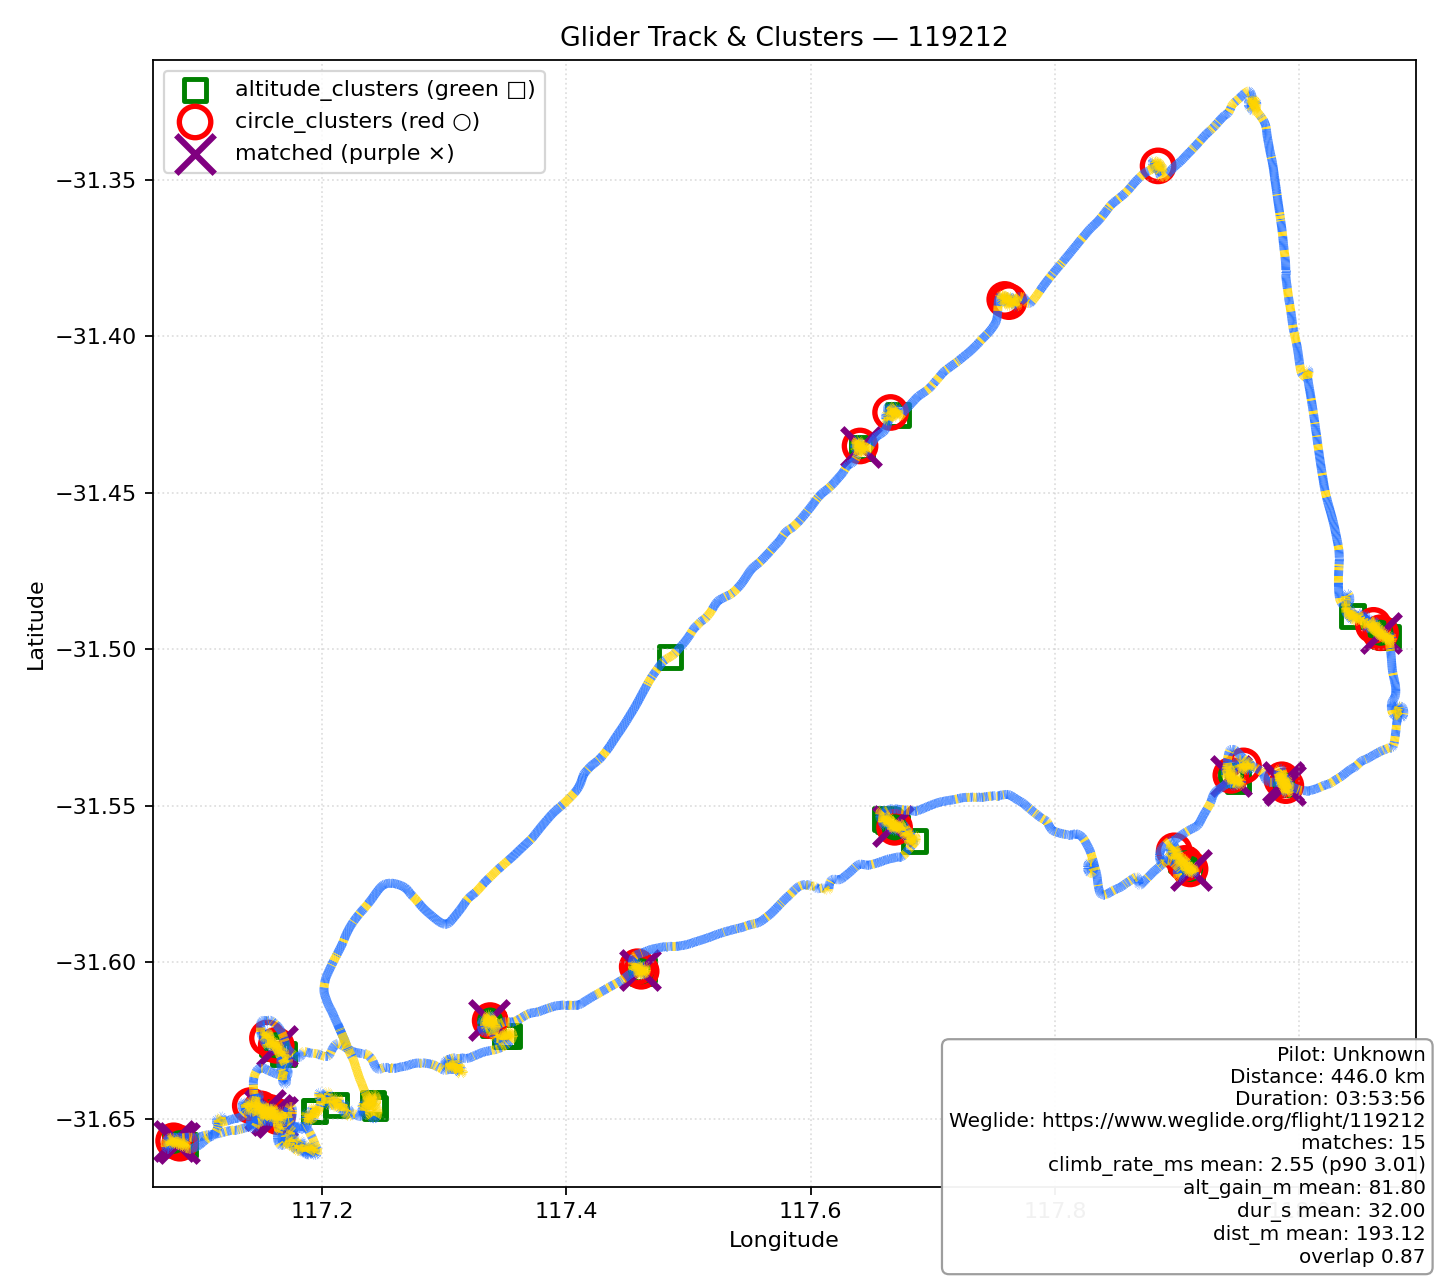 Glider Track & Clusters — 119212
altitude_clusters (green □)
circle_clusters (red ○)
matched (purple ×)
−31.35
−31.40
−31.45
−31.50
−31.55
−31.60
−31.65
Latitude
117.2
117.4
117.6
117.8
Longitude
Pilot: Unknown
Distance: 446.0 km
Duration: 03:53:56
Weglide: https://www.weglide.org/flight/119212
matches: 15
climb_rate_ms mean: 2.55 (p90 3.01)
alt_gain_m mean: 81.80
dur_s mean: 32.00
dist_m mean: 193.12
overlap 0.87